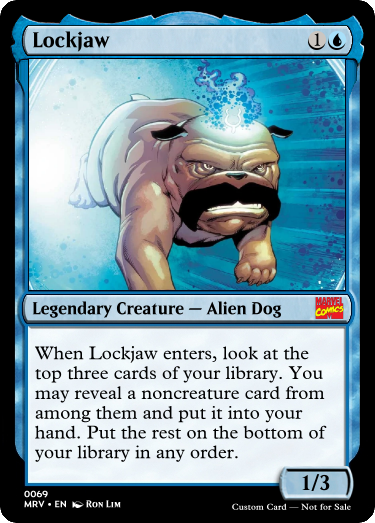 Lockjaw 1
Legendary Creature — Alien Dog MARVEL COMICS
When Lockjaw enters, look at the
top three cards of your library. You
may reveal a noncreature card from
among them and put it into your
hand. Put the rest on the bottom of
your library in any order.
1/3
0069
MRV • EN Ron Lim Custom Card — Not for Sale